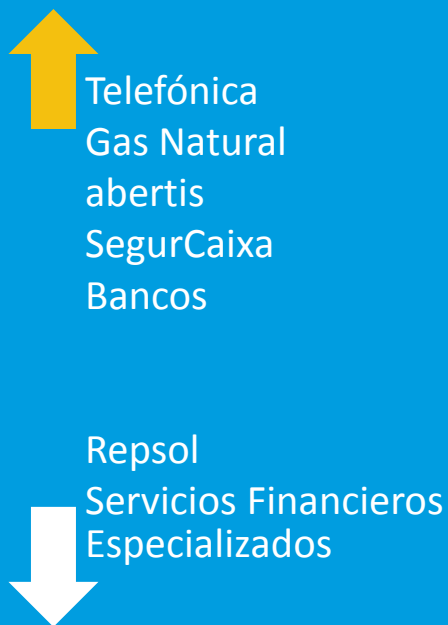 Telefónica
Gas Natural
abertis
SegurCaixa
Bancos
Repsol
Servicios Financieros
Especializados